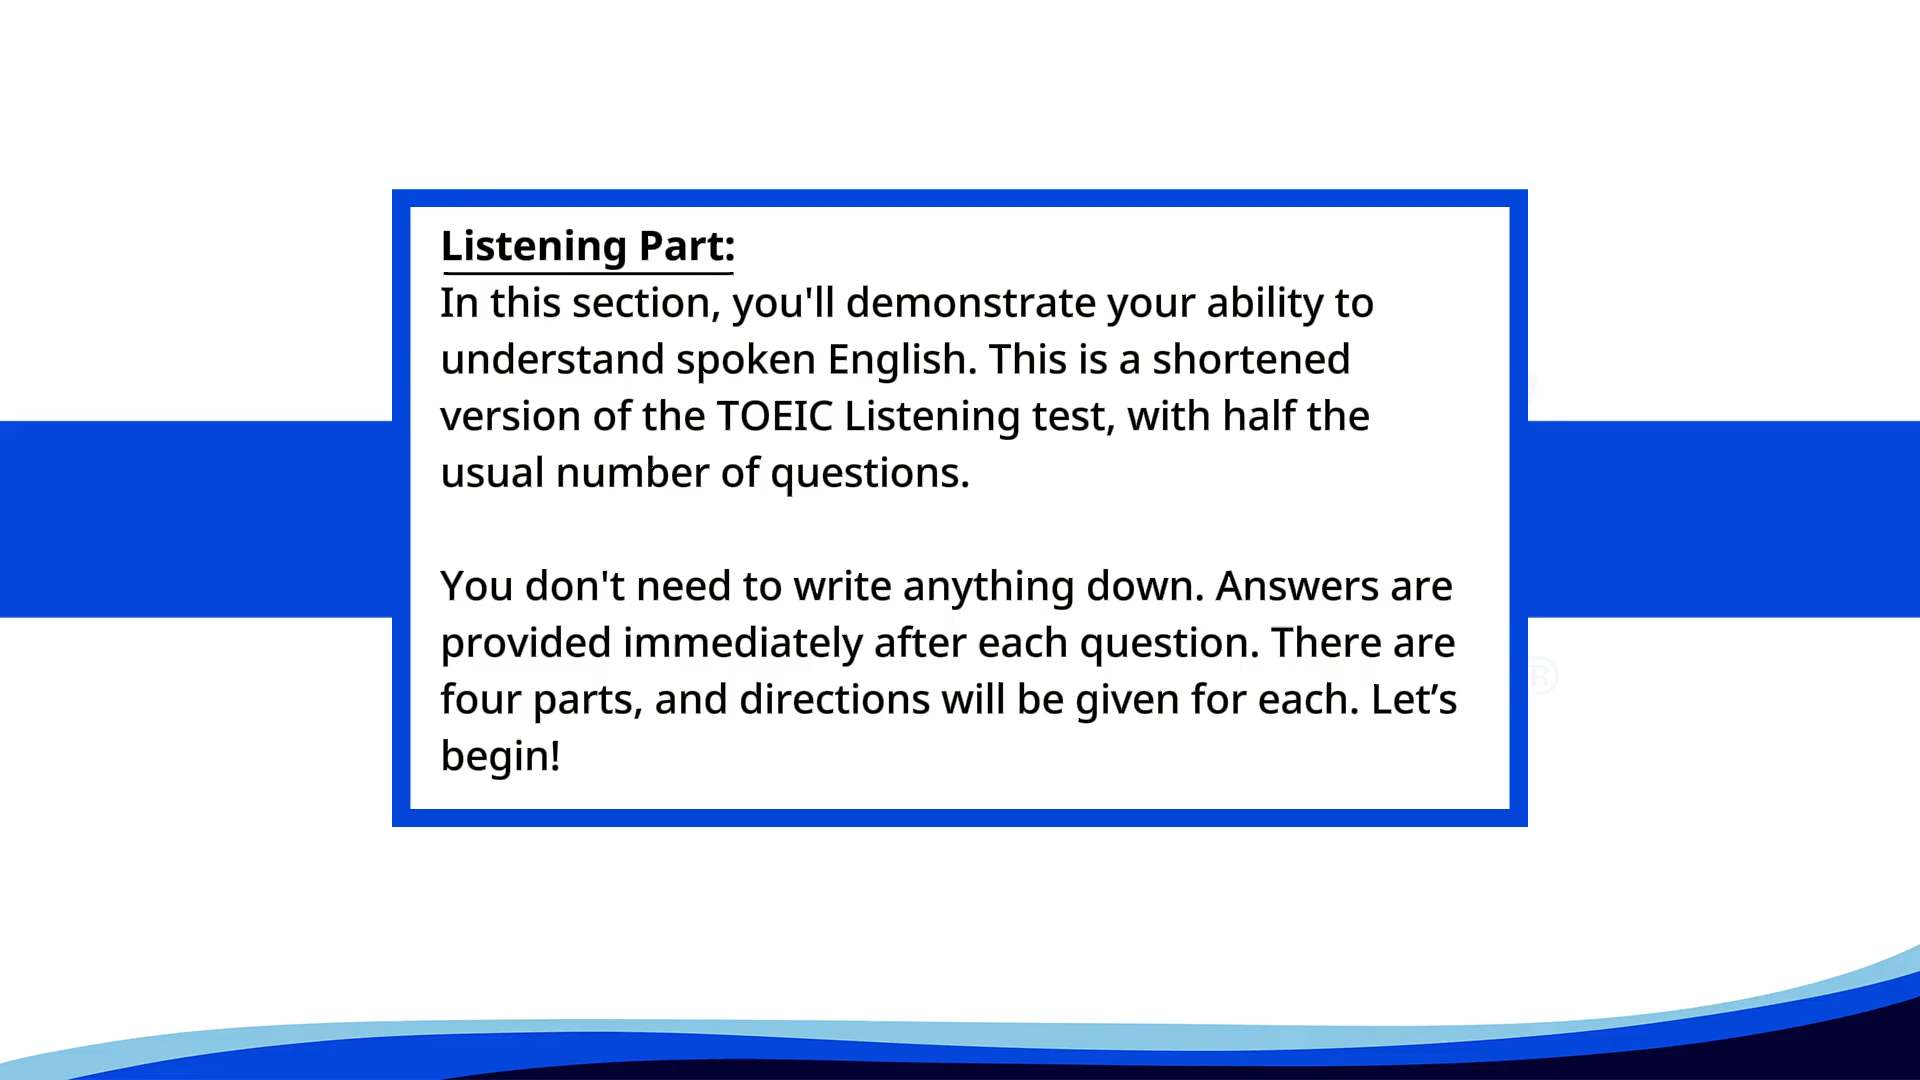 Listening Part:
In this section, you'll demonstrate your ability to
understand spoken English. This is a shortened
version of the TOEIC Listening test, with half the
usual number of questions.
You don't need to write anything down. Answers are
provided immediately after each question. There are
four parts, and directions will be given for each. Let’s
begin!
®